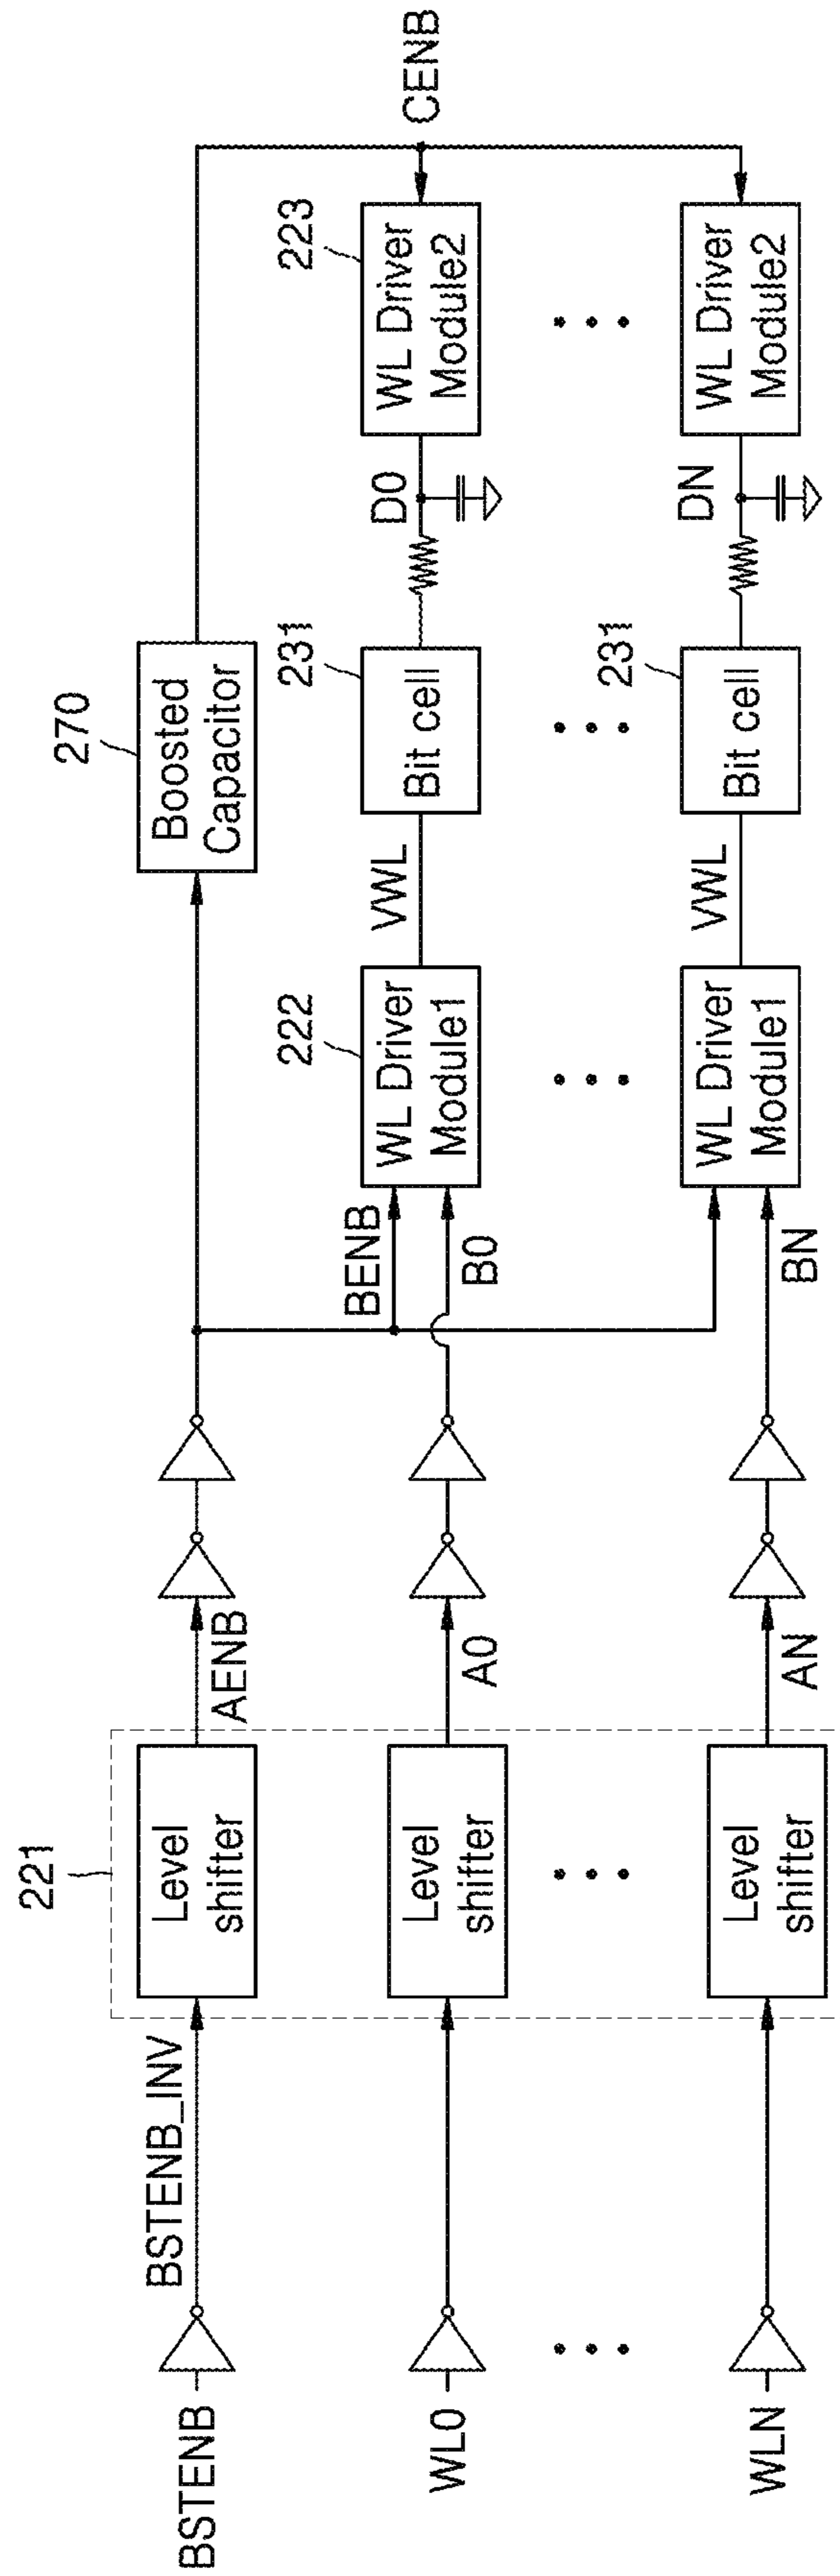 BSTENB
BSTENB_INV
221
Level
shifter
AENB
270
Boosted
Capacitor
CENB
WL0
Level
shifter
A0
BENB
B0
222
WL Driver
Module1
VWL
231
Bit cell
D0
223
WL Driver
Module2
WLN
Level
shifter
AN
BN
WL Driver
Module1
VWL
231
Bit cell
DN
WL Driver
Module2